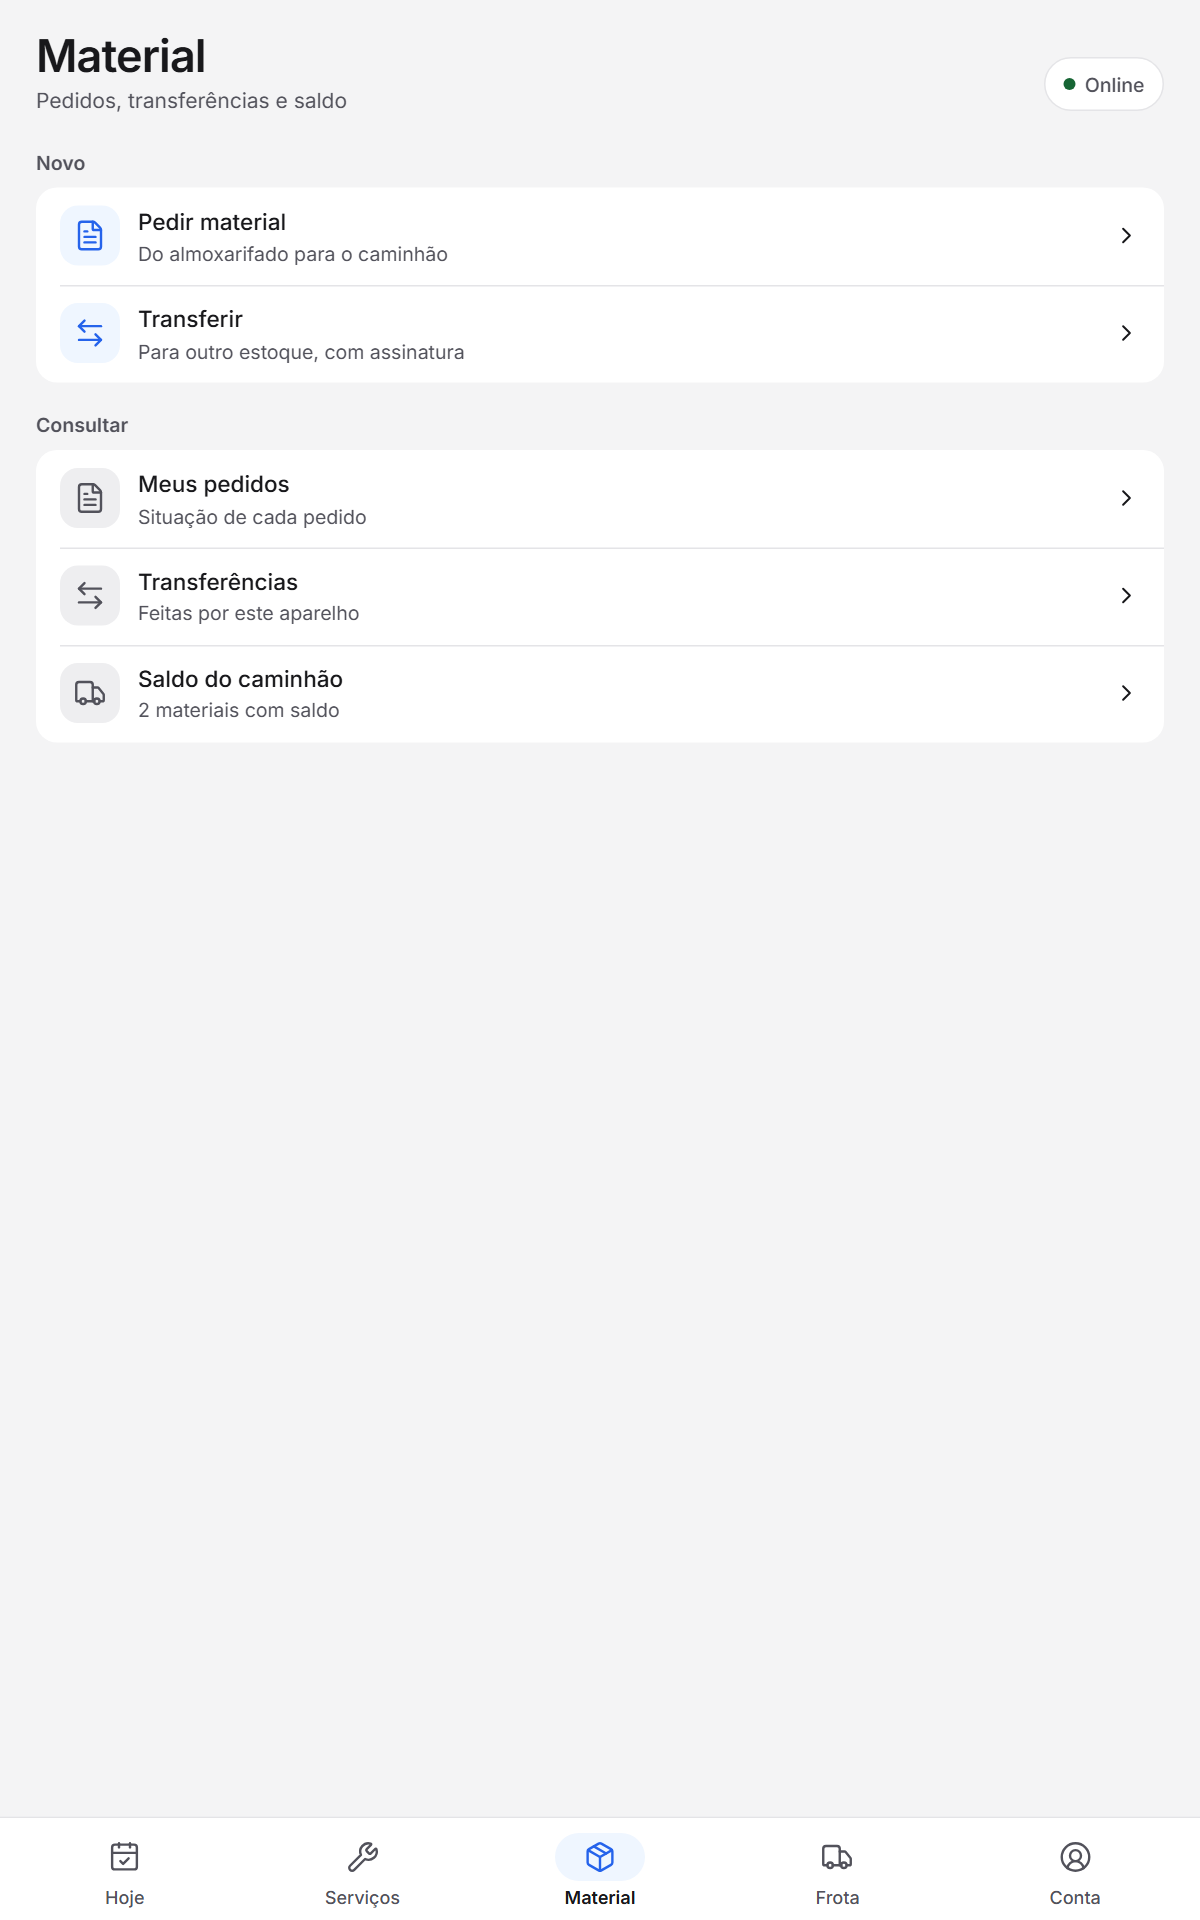 Material
Pedidos, transferências e saldo
Online
Novo
Pedir material
Do almoxarifado para o caminhão
Transferir
Para outro estoque, com assinatura
Consultar
Meus pedidos
Situação de cada pedido
Transferências
Feitas por este aparelho
Saldo do caminhão
2 materiais com saldo
Hoje
Serviços
Material
Frota
Conta